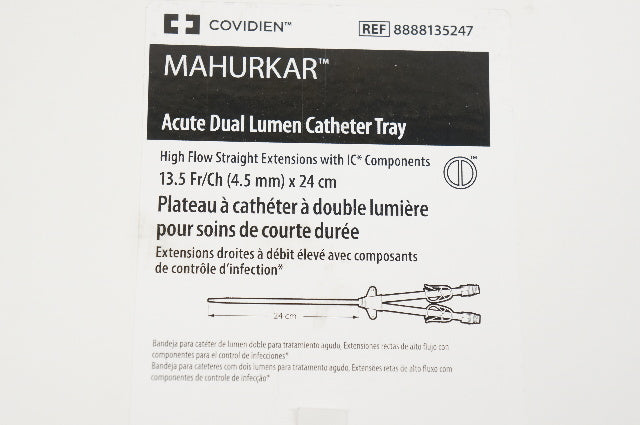 COVIDIEN™
REF 8888135247
MAHURKAR™
Acute Dual Lumen Catheter Tray
High Flow Straight Extensions with IC* Components
13.5 Fr/Ch (4.5 mm) x 24 cm
Plateau à cathéter à double lumière
pour soins de courte durée
Extensions droites à débit élevé avec composants
de contrôle d'infection*
24 cm
Bandeja para catéter de lumen doble para tratamiento agudo, Extensiones rectas de alto flujo con
componentes para el control de infecciones*
Bandeja para cateteres com dois lumens para tratamento agudo, Extensões retas de alto fluxo com
componentes de controle de infecção*